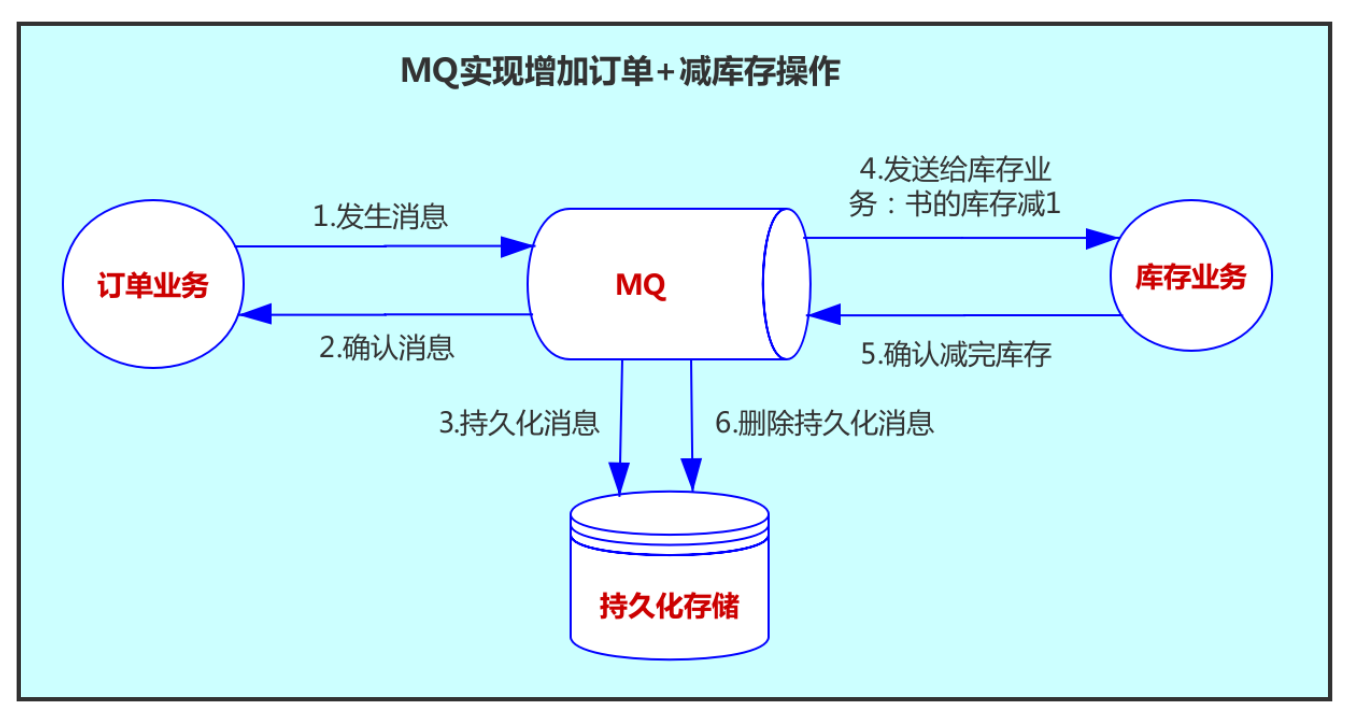 MQ实现增加订单+减库存操作
4.发送给库存业
务：书的库存减1
1.发生消息
订单业务
MQ
库存业务
2.确认消息
5.确认减完库存
3.持久化消息
6.删除持久化消息
持久化存储